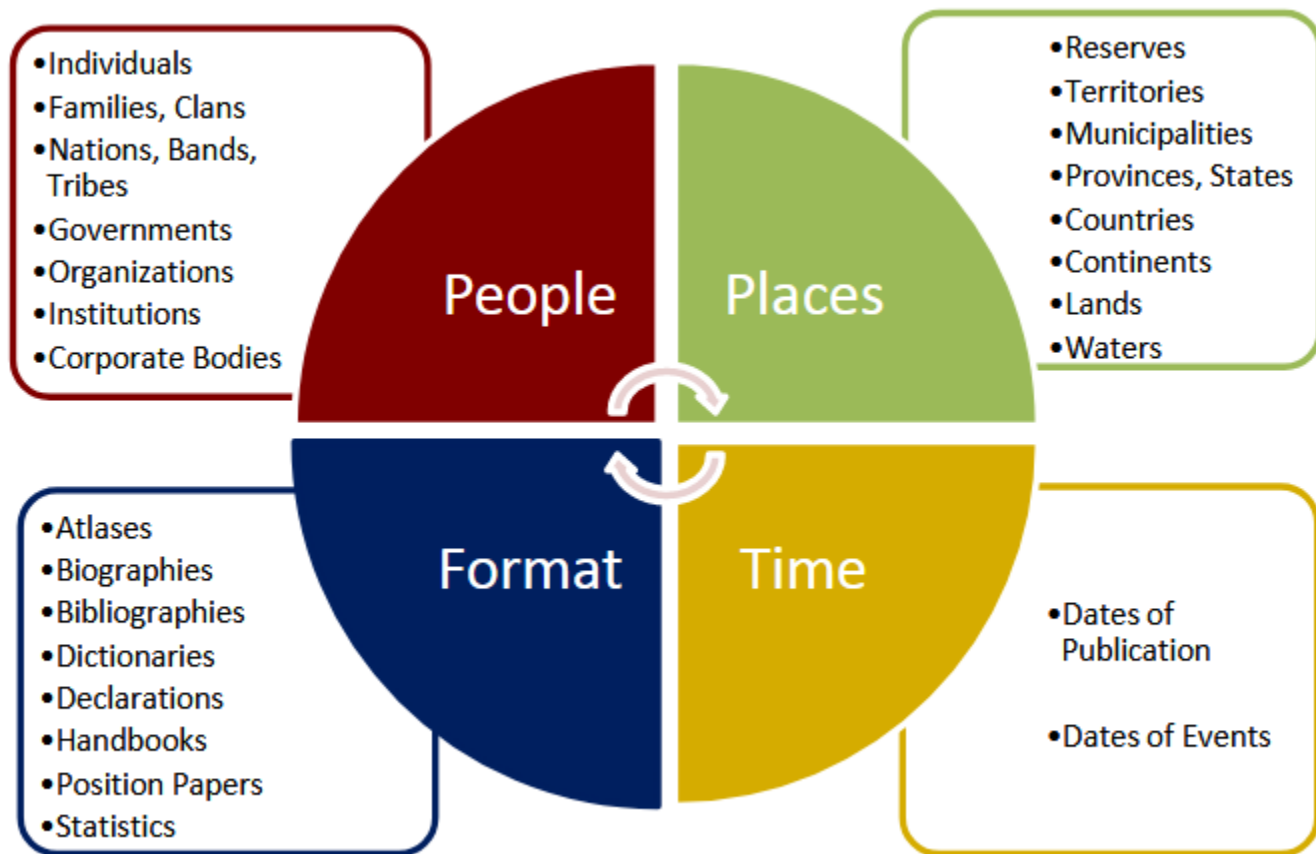 •Individuals
•Families, Clans
•Nations, Bands,
Tribes
•Governments
•Organizations
•Institutions
•Corporate Bodies
People
Places
•Reserves
•Territories
•Municipalities
•Provinces, States
•Countries
•Continents
•Lands
•Waters
•Atlases
•Biographies
•Bibliographies
•Dictionaries
•Declarations
•Handbooks
•Position Papers
•Statistics
Format
Time
•Dates of
Publication
•Dates of Events